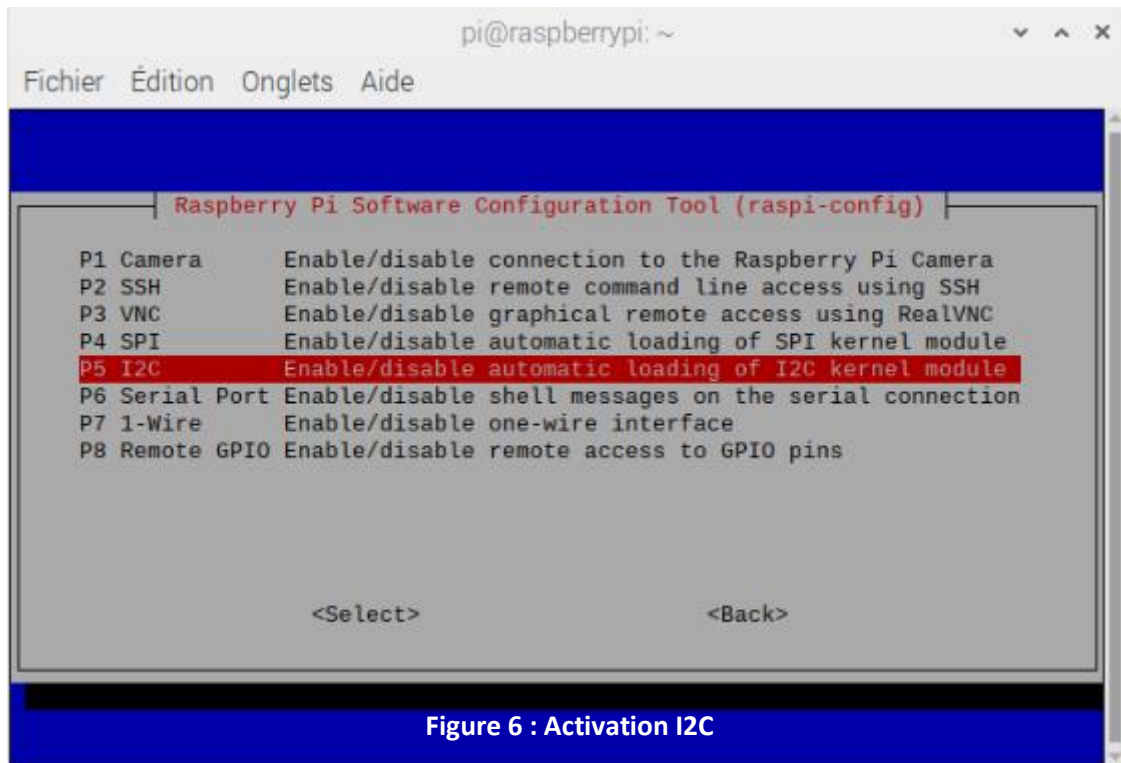 pi@raspberrypi: ~
Fichier Édition Onglets Aide
Raspberry Pi Software Configuration Tool (raspi-config)
P1 Camera Enable/disable connection to the Raspberry Pi Camera
P2 SSH Enable/disable remote command line access using SSH
P3 VNC Enable/disable graphical remote access using RealVNC
P4 SPI Enable/disable automatic loading of SPI kernel module
P5 I2C Enable/disable automatic loading of I2C kernel module
P6 Serial Port Enable/disable shell messages on the serial connection
P7 1-Wire Enable/disable one-wire interface
P8 Remote GPIO Enable/disable remote access to GPIO pins
<Select> <Back>
Figure 6 : Activation I2C